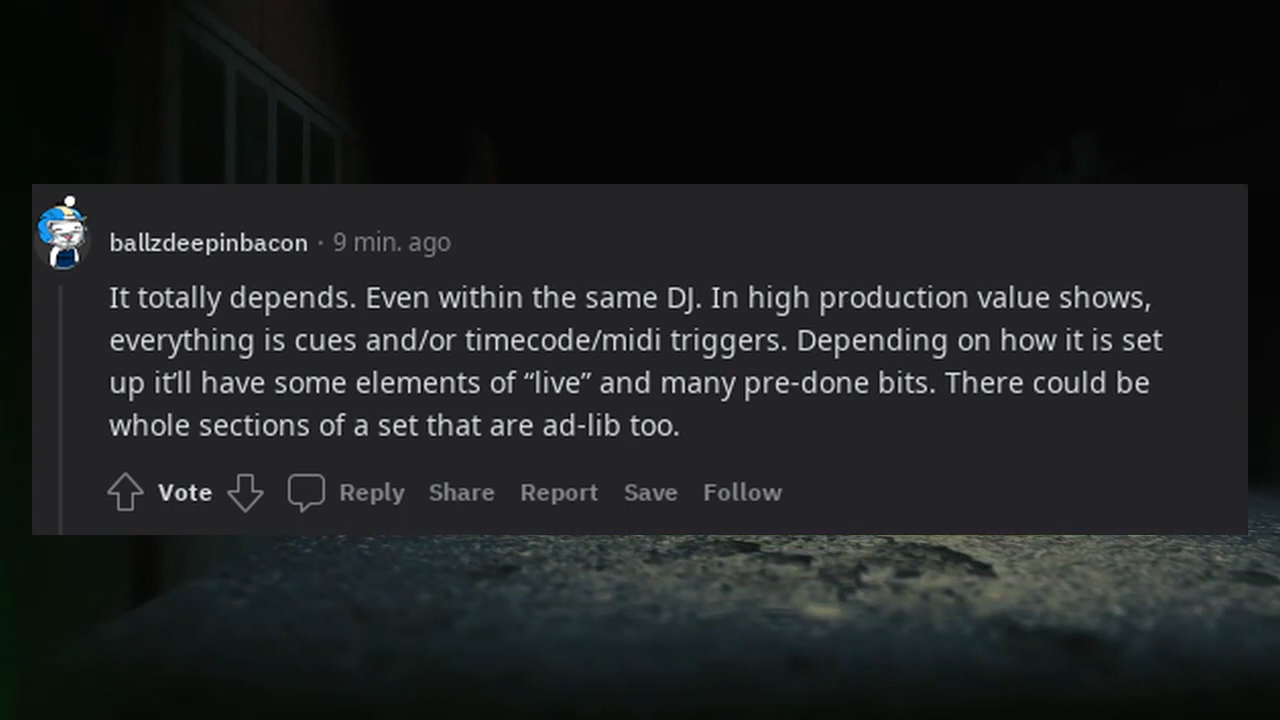 ballzdeepinbacon · 9 min. ago
It totally depends. Even within the same DJ. In high production value shows,
everything is cues and/or timecode/midi triggers. Depending on how it is set
up it’ll have some elements of “live” and many pre-done bits. There could be
whole sections of a set that are ad-lib too.
Vote Reply Share Report Save Follow